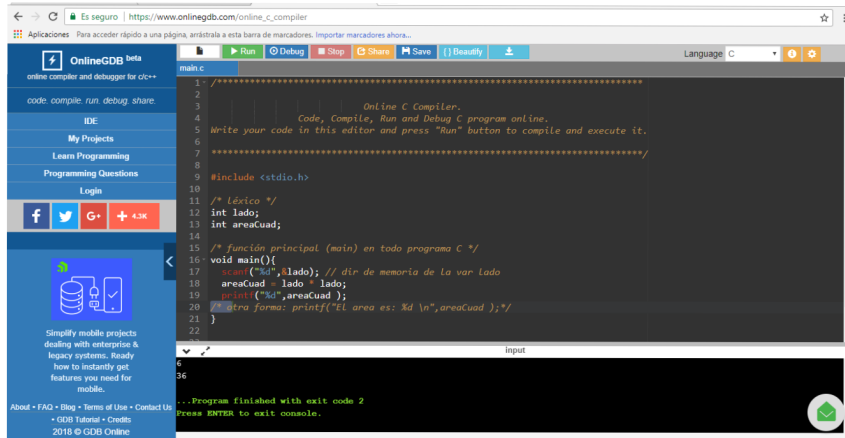 Es seguro | https://www.onlinegdb.com/online_c_compiler
Aplicaciones Para acceder rápido a una página, arrástrala a esta barra de marcadores. Importar marcadores ahora...
OnlineGDB beta
online compiler and debugger for c/c++
code. compile. run. debug. share.
IDE
My Projects
Learn Programming
Programming Questions
Login
f G+ + 4.3K
Simplify mobile projects
dealing with enterprise &
legacy systems. Ready
how to instantly get
features you need for
mobile.
About • FAQ • Blog • Terms of Use • Contact Us
• GDB Tutorial • Credits
2018 © GDB Online
Run Debug Stop Share Save {} Beautify
Language C
main.c
1 /******************************************************************************
2
3 Online C Compiler.
4 Code, Compile, Run and Debug C program online.
5 Write your code in this editor and press "Run" button to compile and execute it.
6
7 *******************************************************************************/
8
9 #include <stdio.h>
10
11 /* Léxico */
12 int lado;
13 int areaCuad;
14
15 /* función principal (main) en todo programa C */
16 void main(){
17 scanf("%d",&lado); // dir de memoria de la var lado
18 areaCuad = lado * lado;
19 printf("%d",areaCuad );
20 /* otra forma: printf("El area es: %d \n",areaCuad );*/
21 }
22
input
6
36
...Program finished with exit code 2
Press ENTER to exit console.